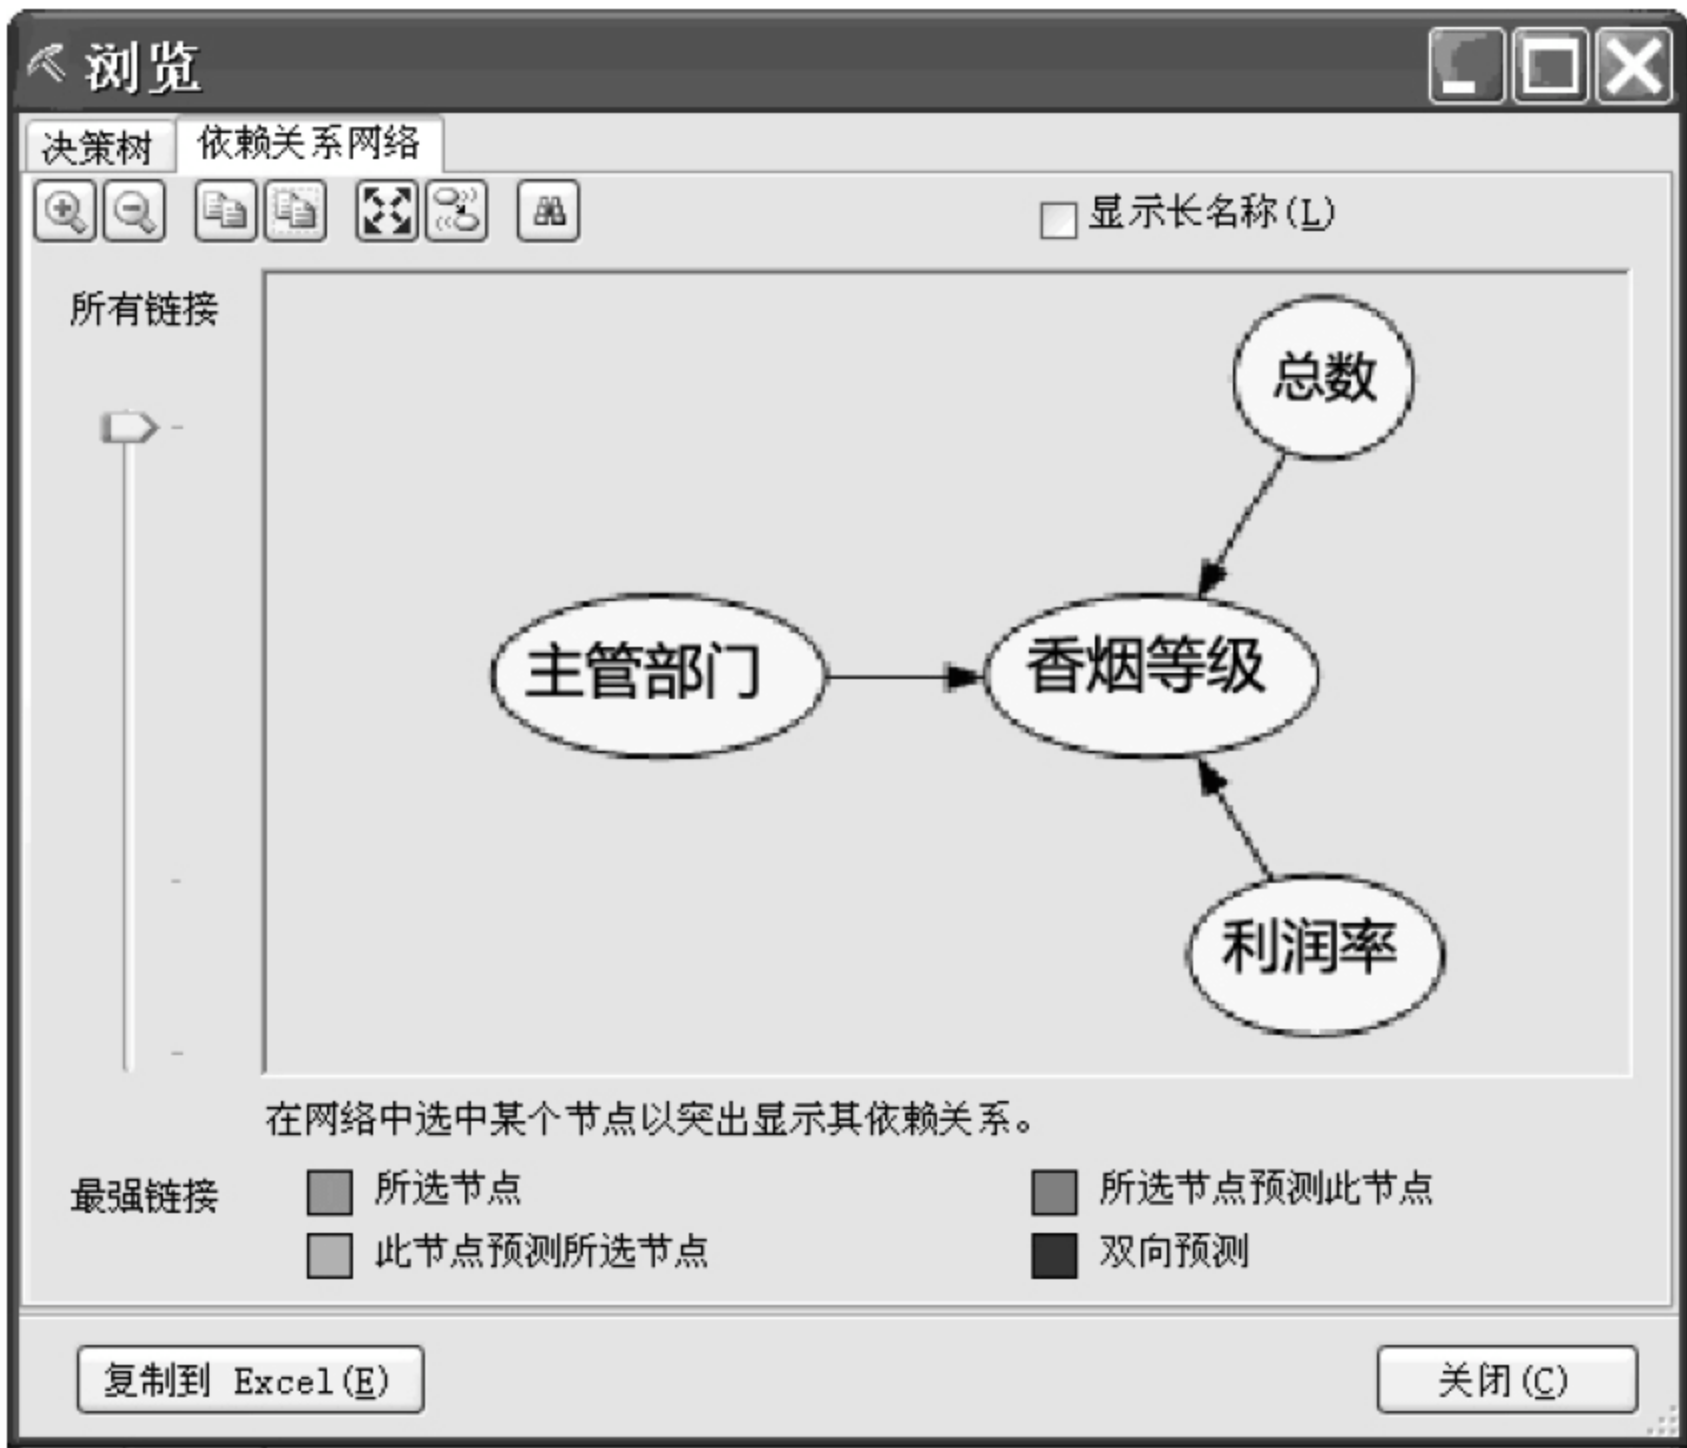 浏览
决策树 依赖关系网络
显示长名称(L)
所有链接
总数
主管部门
香烟等级
利润率
在网络中选中某个节点以突出显示其依赖关系。
最强链接
所选节点 所选节点预测此节点
此节点预测所选节点 双向预测
复制到 Excel(E) 关闭(C)